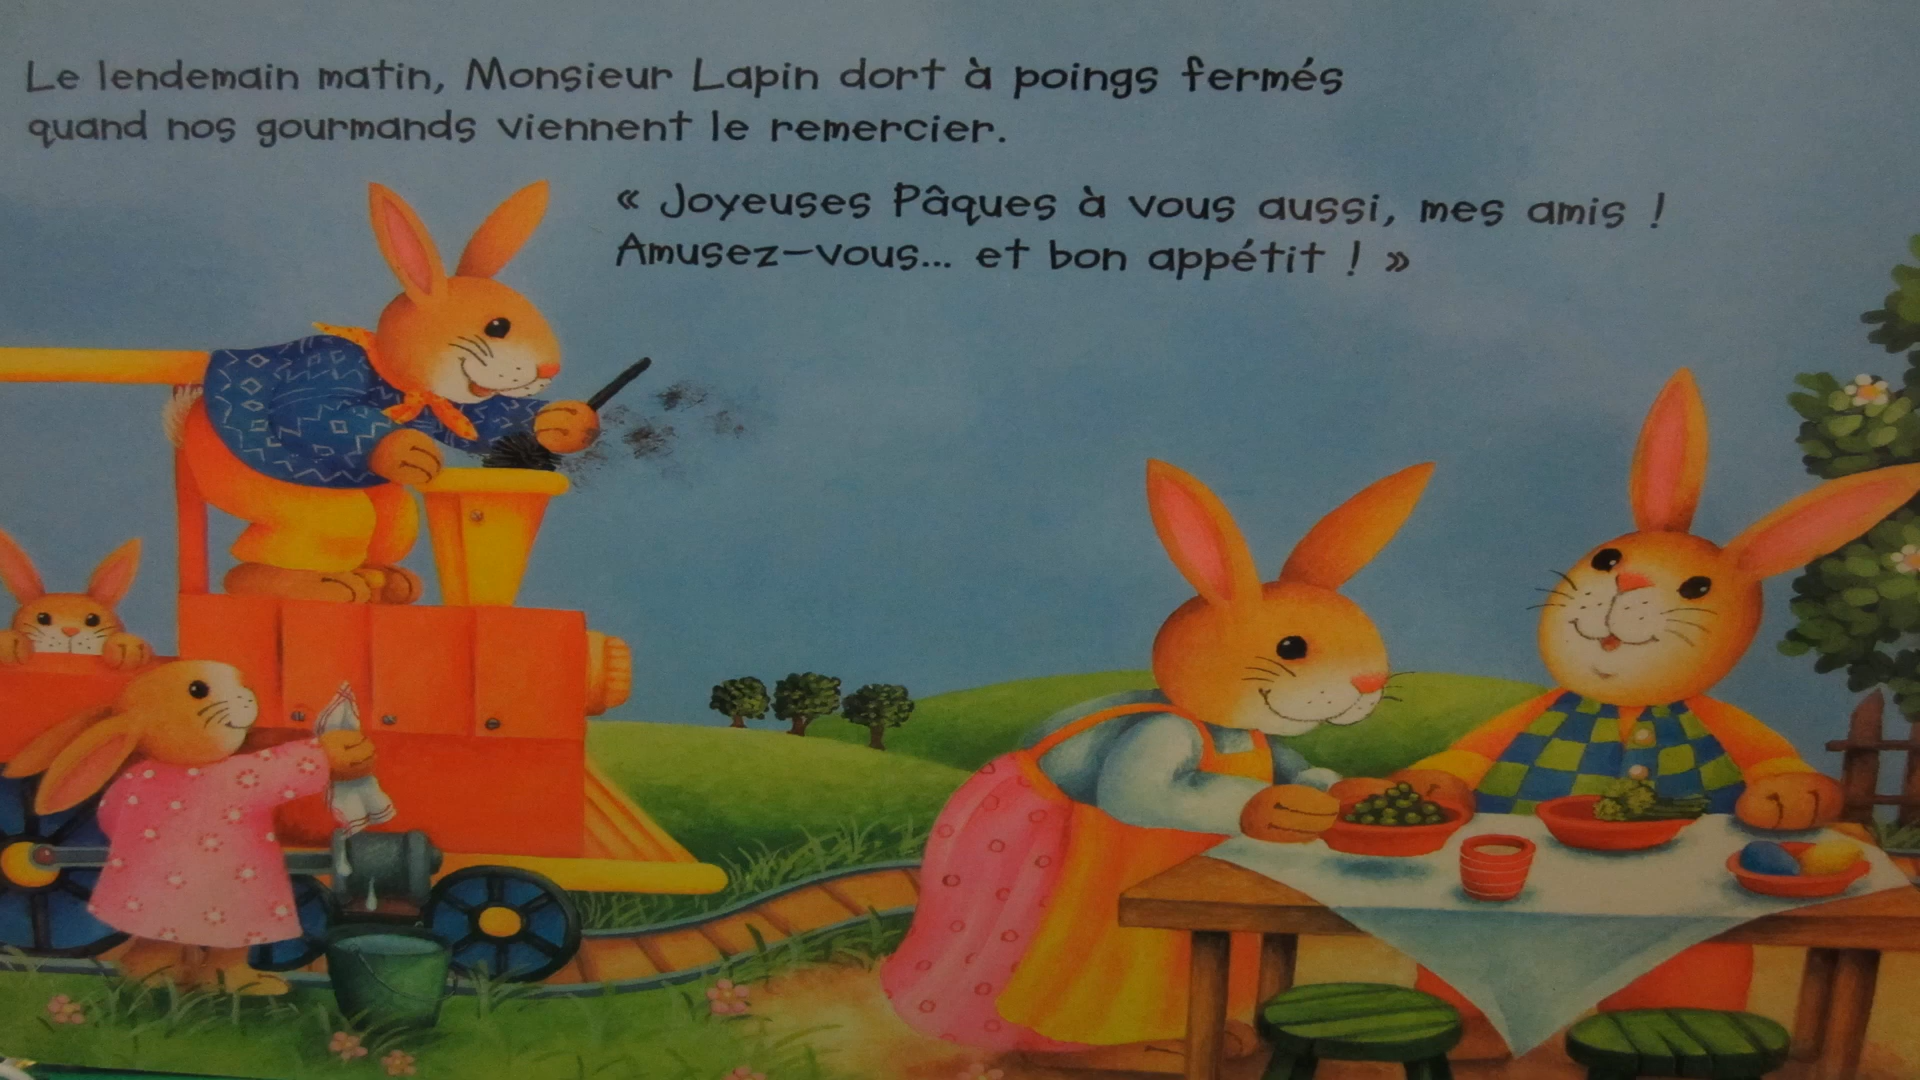 Le lendemain matin, Monsieur Lapin dort à poings fermés
quand nos gourmands viennent le remercier.
« Joyeuses Pâques à vous aussi, mes amis !
Amusez-vous... et bon appétit ! »